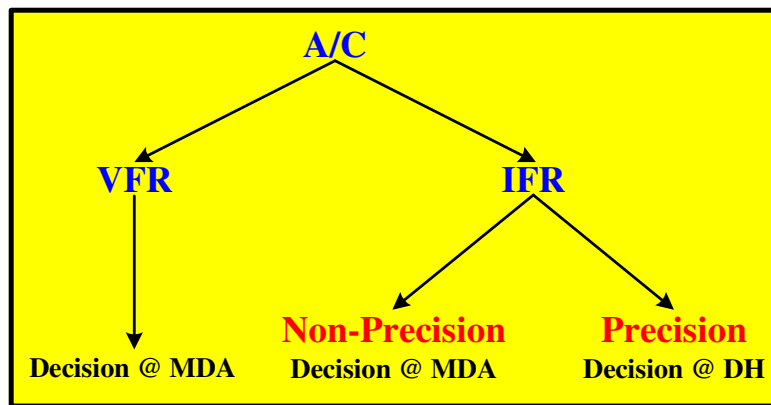 A/C
VFR
IFR
Non-Precision
Precision
Decision @ MDA
Decision @ MDA
Decision @ DH